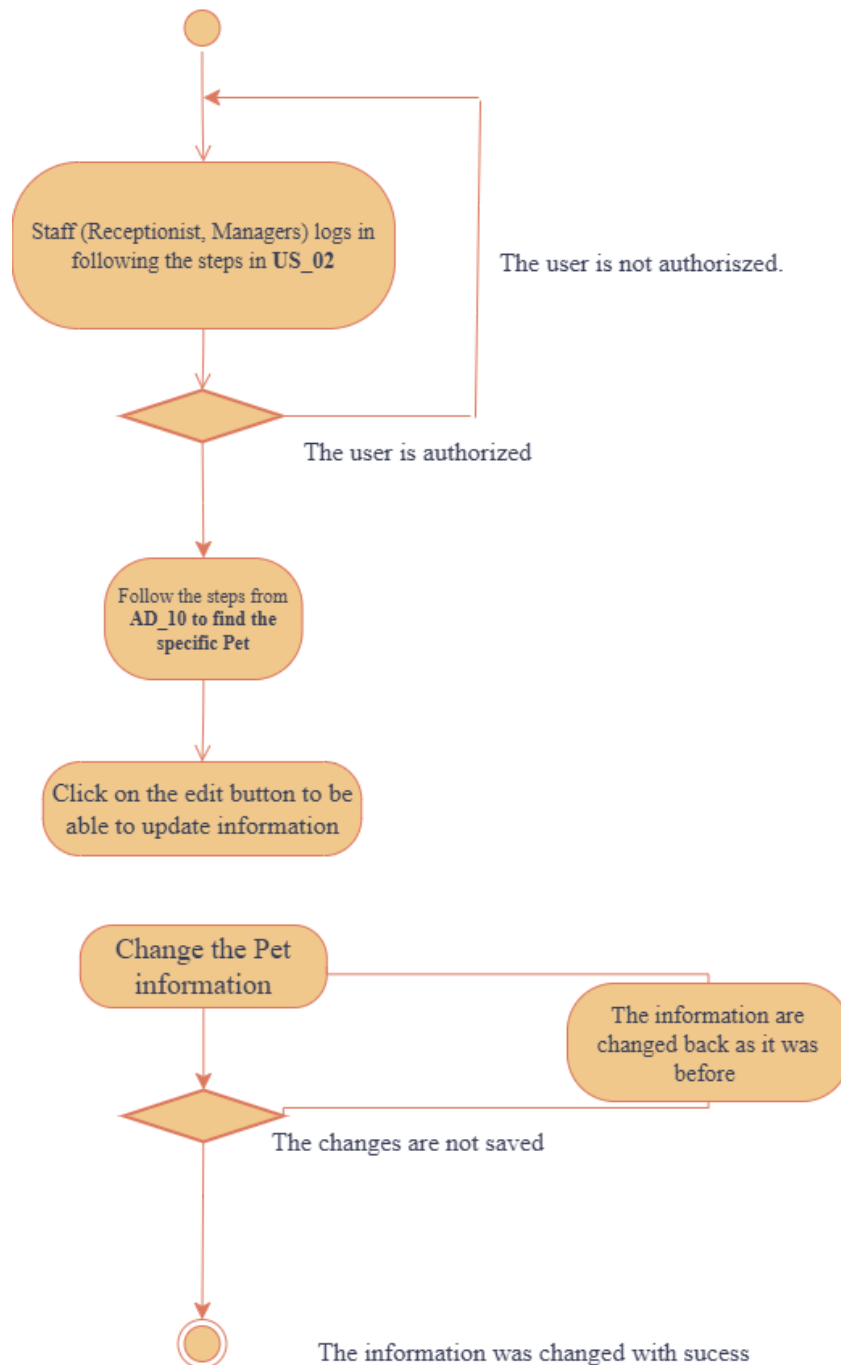 Staff (Receptionist, Managers) logs in
following the steps in US_02
The user is not authoriszed.
The user is authorized
Follow the steps from
AD_10 to find the
specific Pet
Click on the edit button to be
able to update information
Change the Pet
information
The information are
changed back as it was
before
The changes are not saved
The information was changed with sucess